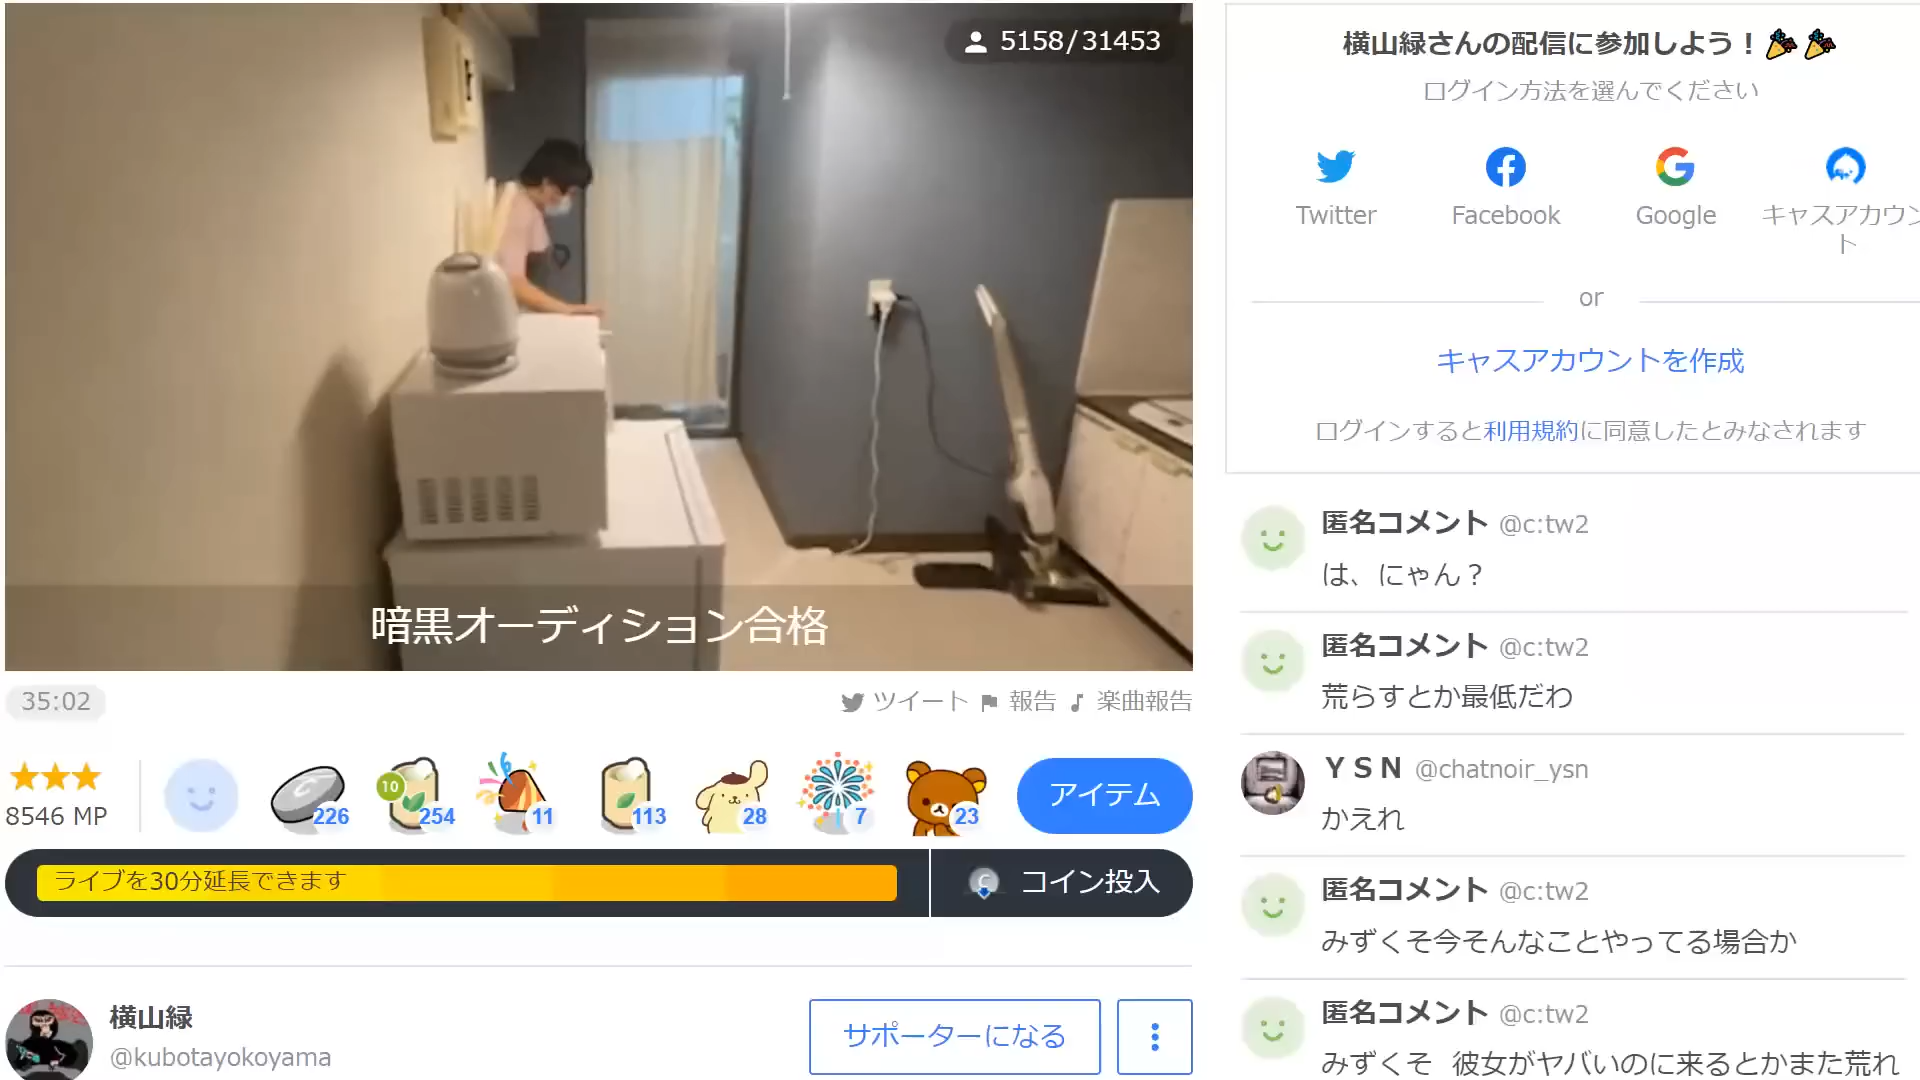 5158/31453
暗黒オーディション合格
35:02
ツイート 報告 楽曲報告
8546 MP
226
10
254
11
113
28
7
23
アイテム
ライブを30分延長できます
コイン投入
横山緑
@kubotayokoyama
サポーターになる
横山緑さんの配信に参加しよう！
ログイン方法を選んでください
Twitter
Facebook
Google
キャスアカウン
ト
or
キャスアカウントを作成
ログインすると利用規約に同意したとみなされます
匿名コメント @c:tw2
は、にゃん？
匿名コメント @c:tw2
荒らすとか最低だわ
ＹＳＮ @chatnoir_ysn
かえれ
匿名コメント @c:tw2
みずくそ今そんなことやってる場合か
匿名コメント @c:tw2
みずくそ 彼女がヤバいのに来るとかまた荒れ